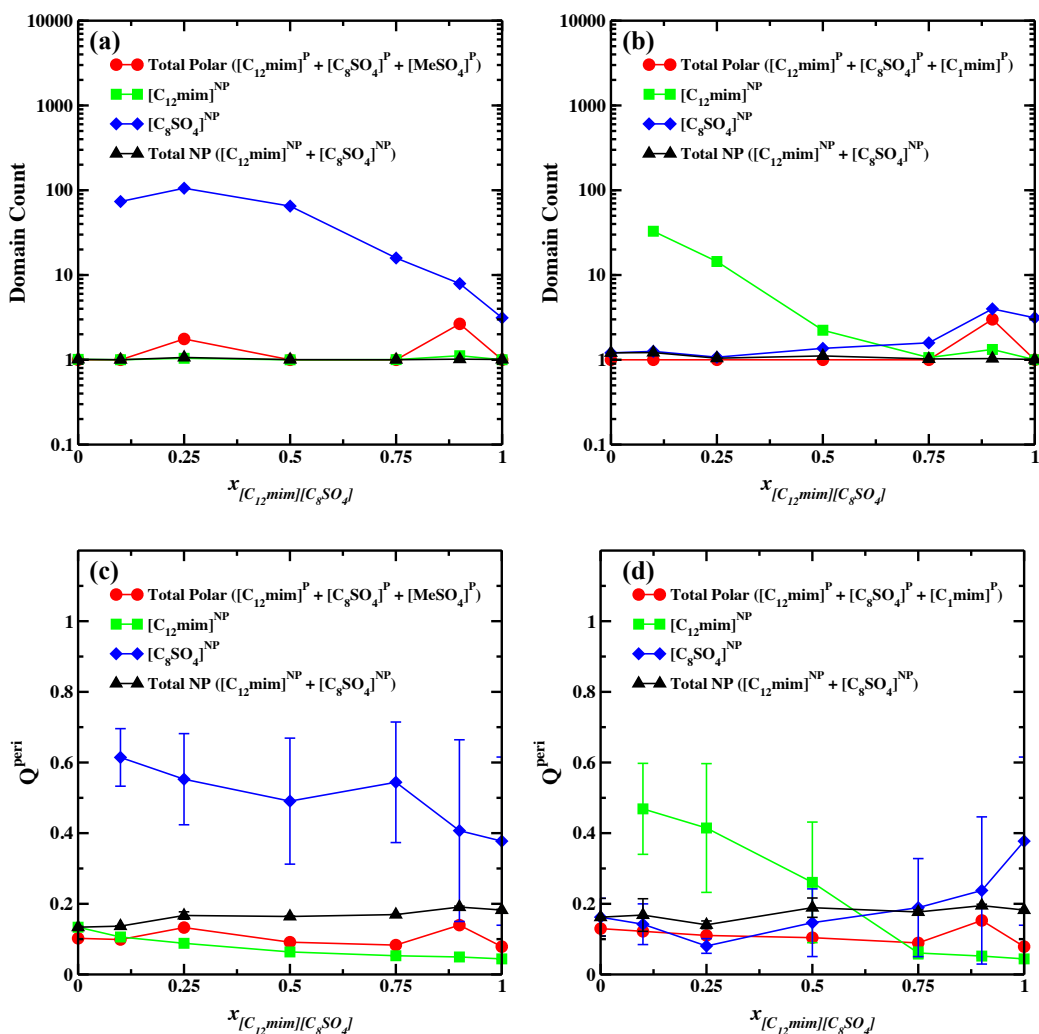 (a)
Total Polar ([C12mim]^P + [C8SO4]^P + [MeSO4]^P)
[C12mim]^NP
[C8SO4]^NP
Total NP ([C12mim]^NP + [C8SO4]^NP)
10000
1000
100
10
1
0.1
Domain Count
0 0.25 0.5 0.75 1
x[C12mim][C8SO4]
(b)
Total Polar ([C12mim]^P + [C8SO4]^P + [C1mim]^P)
[C12mim]^NP
[C8SO4]^NP
Total NP ([C12mim]^NP + [C8SO4]^NP)
10000
1000
100
10
1
0.1
Domain Count
0 0.25 0.5 0.75 1
x[C12mim][C8SO4]
(c)
Total Polar ([C12mim]^P + [C8SO4]^P + [MeSO4]^P)
[C12mim]^NP
[C8SO4]^NP
Total NP ([C12mim]^NP + [C8SO4]^NP)
1
0.8
0.6
0.4
0.2
0
Q^peri
0 0.25 0.5 0.75 1
x[C12mim][C8SO4]
(d)
Total Polar ([C12mim]^P + [C8SO4]^P + [C1mim]^P)
[C12mim]^NP
[C8SO4]^NP
Total NP ([C12mim]^NP + [C8SO4]^NP)
1
0.8
0.6
0.4
0.2
0
Q^peri
0 0.25 0.5 0.75 1
x[C12mim][C8SO4]